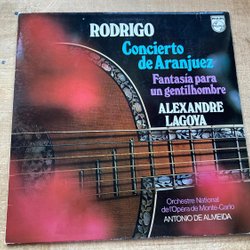 PHILIPS
RODRIGO
Concierto
de Aranjuez
Fantasía para
un gentilhombre
ALEXANDRE
LAGOYA
Orchestre National
de l'Opéra de Monte-Carlo
ANTONIO DE ALMEIDA